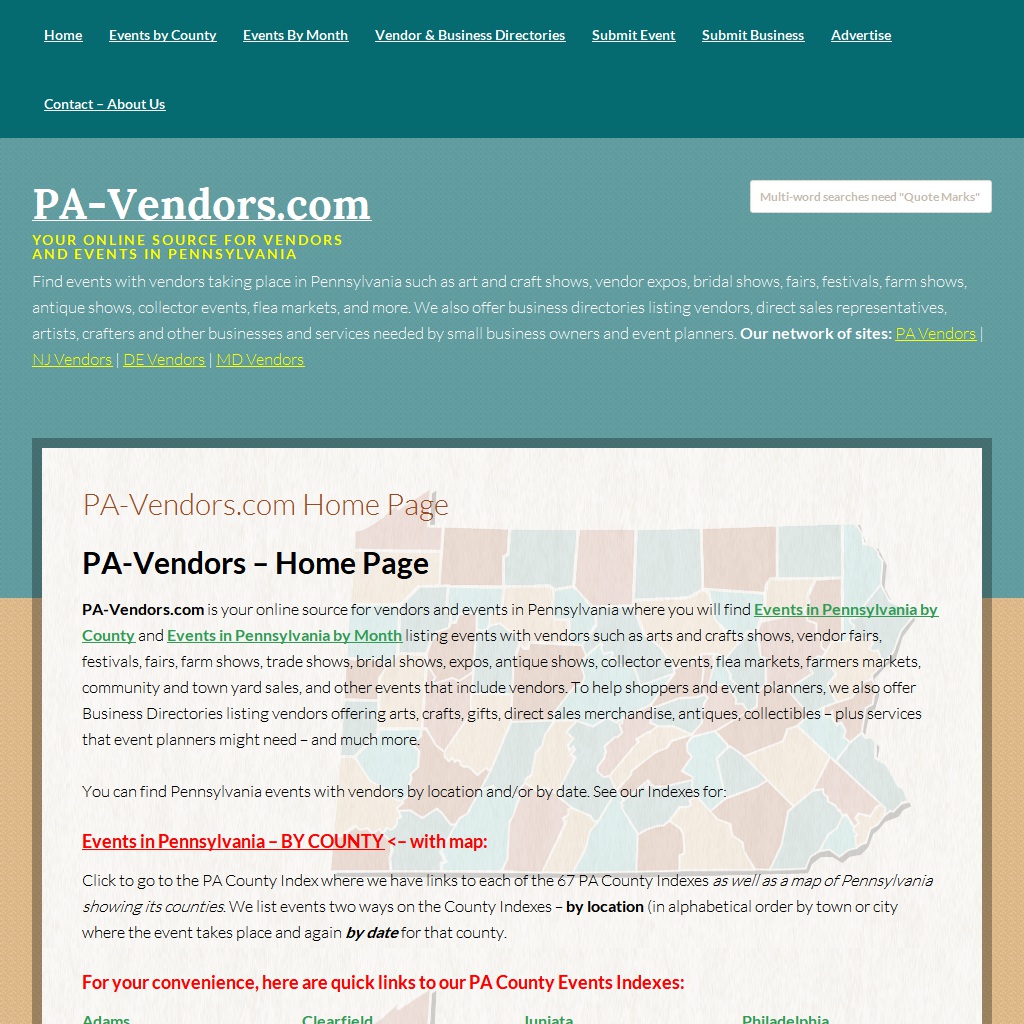 Home Events by County Events By Month Vendor & Business Directories Submit Event Submit Business Advertise
Contact – About Us
PA-Vendors.com
Multi-word searches need "Quote Marks"
YOUR ONLINE SOURCE FOR VENDORS
AND EVENTS IN PENNSYLVANIA
Find events with vendors taking place in Pennsylvania such as art and craft shows, vendor expos, bridal shows, fairs, festivals, farm shows,
antique shows, collector events, flea markets, and more. We also offer business directories listing vendors, direct sales representatives,
artists, crafters and other businesses and services needed by small business owners and event planners. Our network of sites: PA Vendors |
NJ Vendors | DE Vendors | MD Vendors
PA-Vendors.com Home Page
PA-Vendors – Home Page
PA-Vendors.com is your online source for vendors and events in Pennsylvania where you will find Events in Pennsylvania by
County and Events in Pennsylvania by Month listing events with vendors such as arts and crafts shows, vendor fairs,
festivals, fairs, farm shows, trade shows, bridal shows, expos, antique shows, collector events, flea markets, farmers markets,
community and town yard sales, and other events that include vendors. To help shoppers and event planners, we also offer
Business Directories listing vendors offering arts, crafts, gifts, direct sales merchandise, antiques, collectibles – plus services
that event planners might need – and much more.
You can find Pennsylvania events with vendors by location and/or by date. See our Indexes for:
Events in Pennsylvania – BY COUNTY <– with map:
Click to go to the PA County Index where we have links to each of the 67 PA County Indexes as well as a map of Pennsylvania
showing its counties. We list events two ways on the County Indexes – by location (in alphabetical order by town or city
where the event takes place and again by date for that county.
For your convenience, here are quick links to our PA County Events Indexes:
Adams Clearfield Juniata Philadelphia